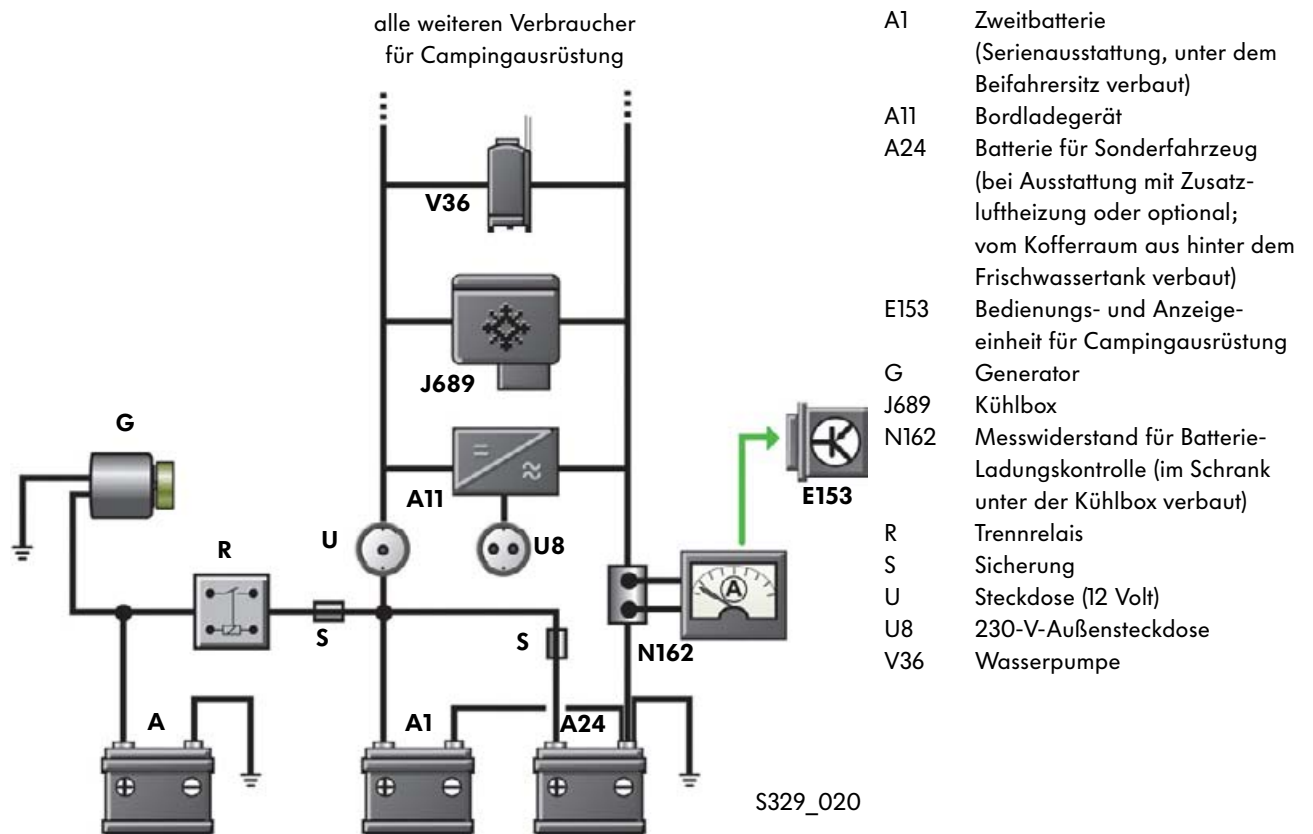 alle weiteren Verbraucher
für Campingausrüstung
V36
J689
G
A11
E153
R
U
U8
S
S
N162
A
A1
A24
S329_020
A1 Zweitbatterie
(Serienausstattung, unter dem
Beifahrersitz verbaut)
A11 Bordladegerät
A24 Batterie für Sonderfahrzeug
(bei Ausstattung mit Zusatz-
luftheizung oder optional;
vom Kofferraum aus hinter dem
Frischwassertank verbaut)
E153 Bedienungs- und Anzeige-
einheit für Campingausrüstung
G Generator
J689 Kühlbox
N162 Messwiderstand für Batterie-
Ladungskontrolle (im Schrank
unter der Kühlbox verbaut)
R Trennrelais
S Sicherung
U Steckdose (12 Volt)
U8 230-V-Außensteckdose
V36 Wasserpumpe